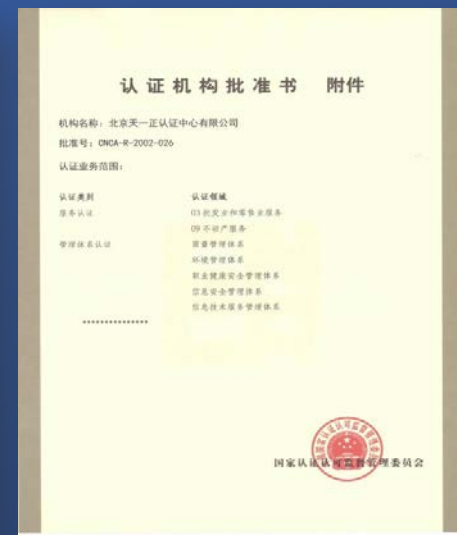 认证机构批准书 附件
机构名称：北京天一正认证中心有限公司
批准号：CNCA-R-2002-026
认证业务范围：
认证类别 认证领域
服务认证 03批发业和零售业服务
09不动产服务
管理体系认证 质量管理体系
环境管理体系
职业健康安全管理体系
信息安全管理体系
信息技术服务管理体系
***************
国家认证认可监督管理委员会